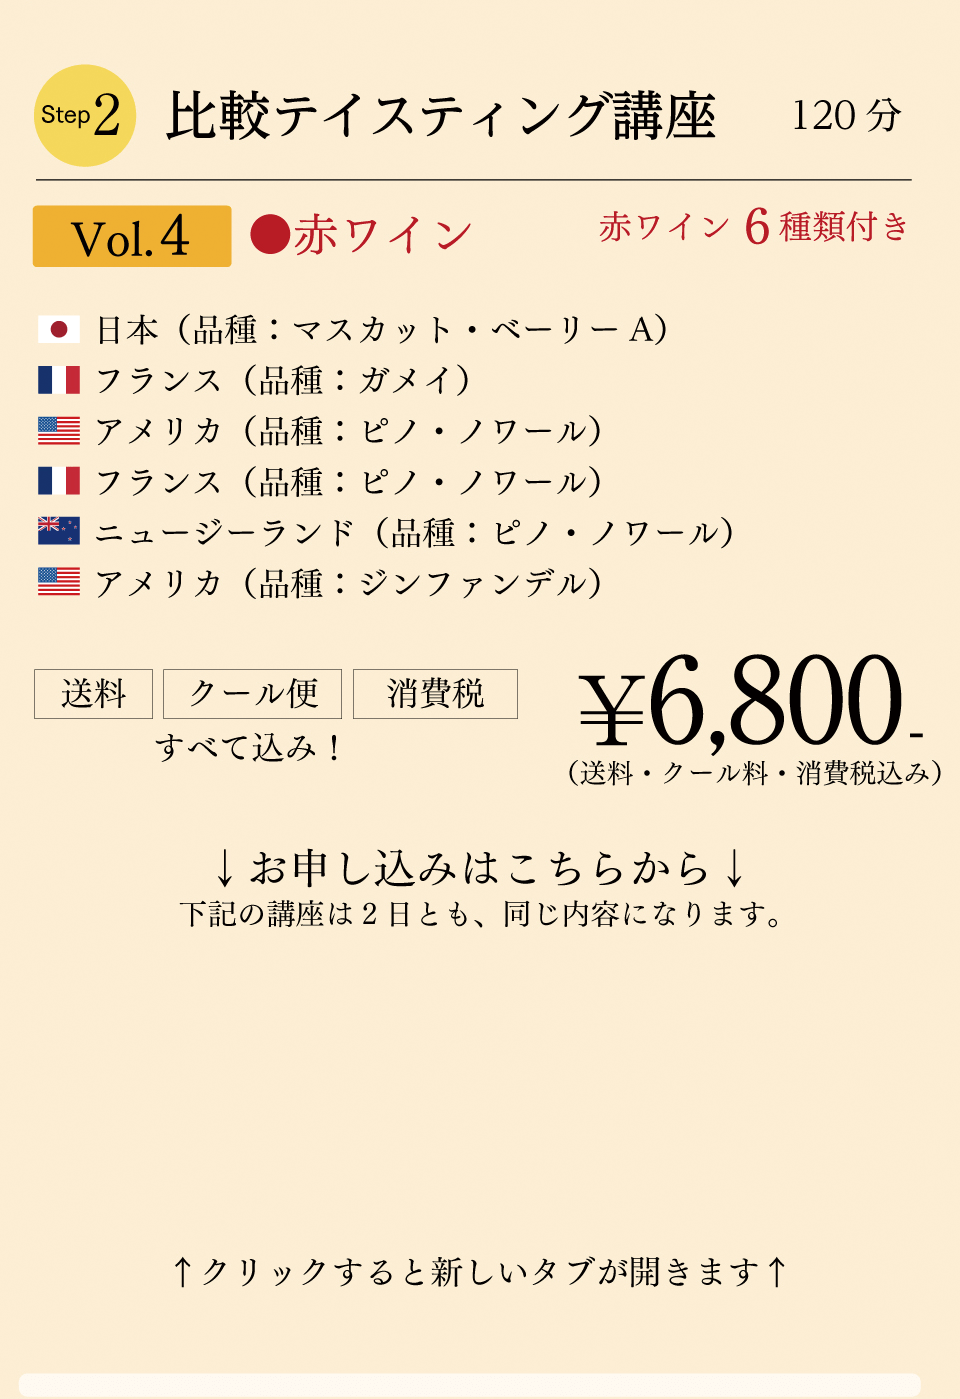 Step2 比較テイスティング講座 120分
Vol.4 ●赤ワイン 赤ワイン6種類付き
日本（品種：マスカット・ベーリーA）
フランス（品種：ガメイ）
アメリカ（品種：ピノ・ノワール）
フランス（品種：ピノ・ノワール）
ニュージーランド（品種：ピノ・ノワール）
アメリカ（品種：ジンファンデル）
送料 クール便 消費税
すべて込み！
¥6,800-
（送料・クール料・消費税込み）
↓お申し込みはこちらから↓
下記の講座は2日とも、同じ内容になります。
↑クリックすると新しいタブが開きます↑